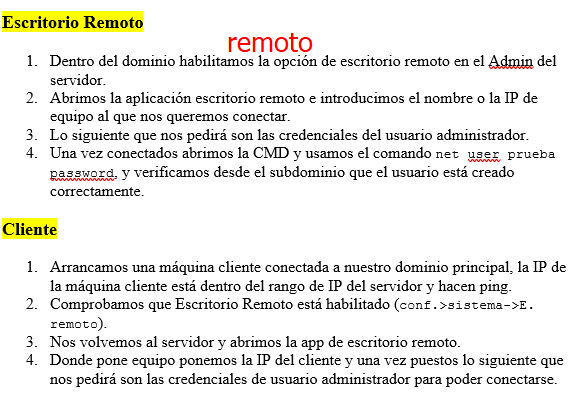 Escritorio Remoto
remoto
1. Dentro del dominio habilitamos la opción de escritorio remoto en el Admin del
servidor.
2. Abrimos la aplicación escritorio remoto e introducimos el nombre o la IP de
equipo al que nos queremos conectar.
3. Lo siguiente que nos pedirá son las credenciales del usuario administrador.
4. Una vez conectados abrimos la CMD y usamos el comando net user prueba
password, y verificamos desde el subdominio que el usuario está creado
correctamente.
Cliente
1. Arrancamos una máquina cliente conectada a nuestro dominio principal, la IP de
la máquina cliente está dentro del rango de IP del servidor y hacen ping.
2. Comprobamos que Escritorio Remoto está habilitado (conf.>sistema->E.
remoto).
3. Nos volvemos al servidor y abrimos la app de escritorio remoto.
4. Donde pone equipo ponemos la IP del cliente y una vez puestos lo siguiente que
nos pedirá son las credenciales de usuario administrador para poder conectarse.